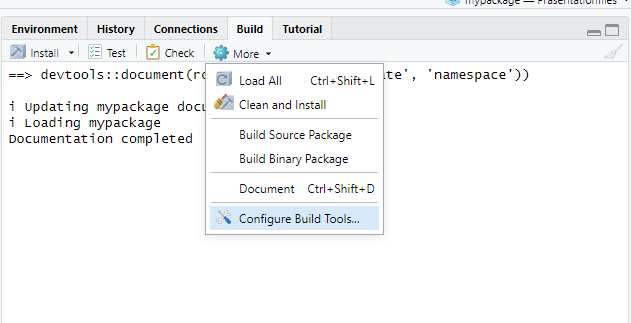 mypackage — Presentationfiles
Environment History Connections Build Tutorial
Install Test Check More
==> devtools::document(ro ate', 'namespace'))
Load All Ctrl+Shift+L
i Updating mypackage docu
Clean and Install
i Loading mypackage
Documentation completed
Build Source Package
Build Binary Package
Document Ctrl+Shift+D
Configure Build Tools...